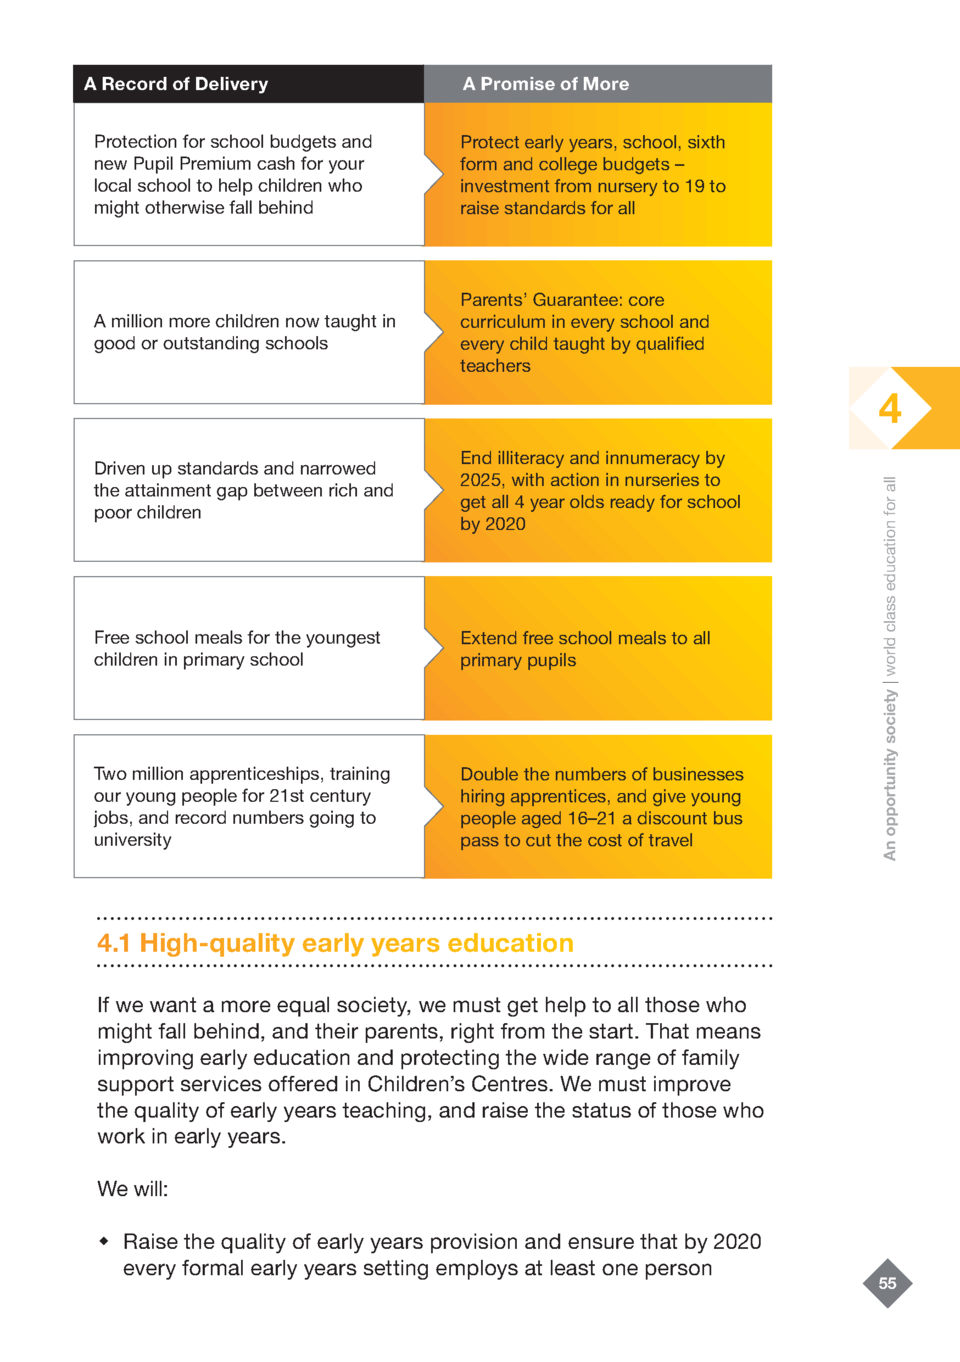 A Record of Delivery
A Promise of More
Protection for school budgets and
new Pupil Premium cash for your
local school to help children who
might otherwise fall behind
Protect early years, school, sixth
form and college budgets –
investment from nursery to 19 to
raise standards for all
A million more children now taught in
good or outstanding schools
Parents’ Guarantee: core
curriculum in every school and
every child taught by qualified
teachers
Driven up standards and narrowed
the attainment gap between rich and
poor children
End illiteracy and innumeracy by
2025, with action in nurseries to
get all 4 year olds ready for school
by 2020
Free school meals for the youngest
children in primary school
Extend free school meals to all
primary pupils
Two million apprenticeships, training
our young people for 21st century
jobs, and record numbers going to
university
Double the numbers of businesses
hiring apprentices, and give young
people aged 16–21 a discount bus
pass to cut the cost of travel
4.1 High-quality early years education
If we want a more equal society, we must get help to all those who
might fall behind, and their parents, right from the start. That means
improving early education and protecting the wide range of family
support services offered in Children’s Centres. We must improve
the quality of early years teaching, and raise the status of those who
work in early years.
We will:
◆ Raise the quality of early years provision and ensure that by 2020
every formal early years setting employs at least one person
4
An opportunity society | world class education for all
55